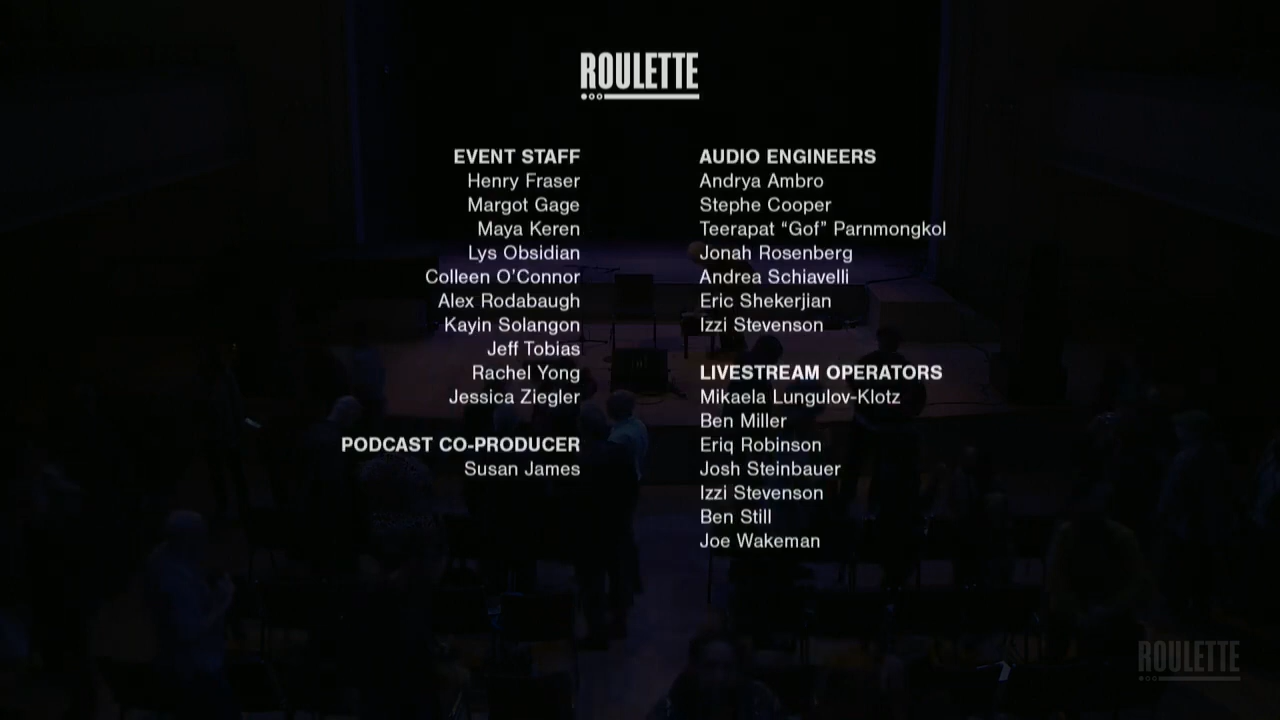 ROULETTE
EVENT STAFF
Henry Fraser
Margot Gage
Maya Keren
Lys Obsidian
Colleen O’Connor
Alex Rodabaugh
Kayin Solangon
Jeff Tobias
Rachel Yong
Jessica Ziegler
PODCAST CO-PRODUCER
Susan James
AUDIO ENGINEERS
Andrya Ambro
Stephe Cooper
Teerapat “Gof” Parnmongkol
Jonah Rosenberg
Andrea Schiavelli
Eric Shekerjian
Izzi Stevenson
LIVESTREAM OPERATORS
Mikaela Lungulov-Klotz
Ben Miller
Eriq Robinson
Josh Steinbauer
Izzi Stevenson
Ben Still
Joe Wakeman
ROULETTE